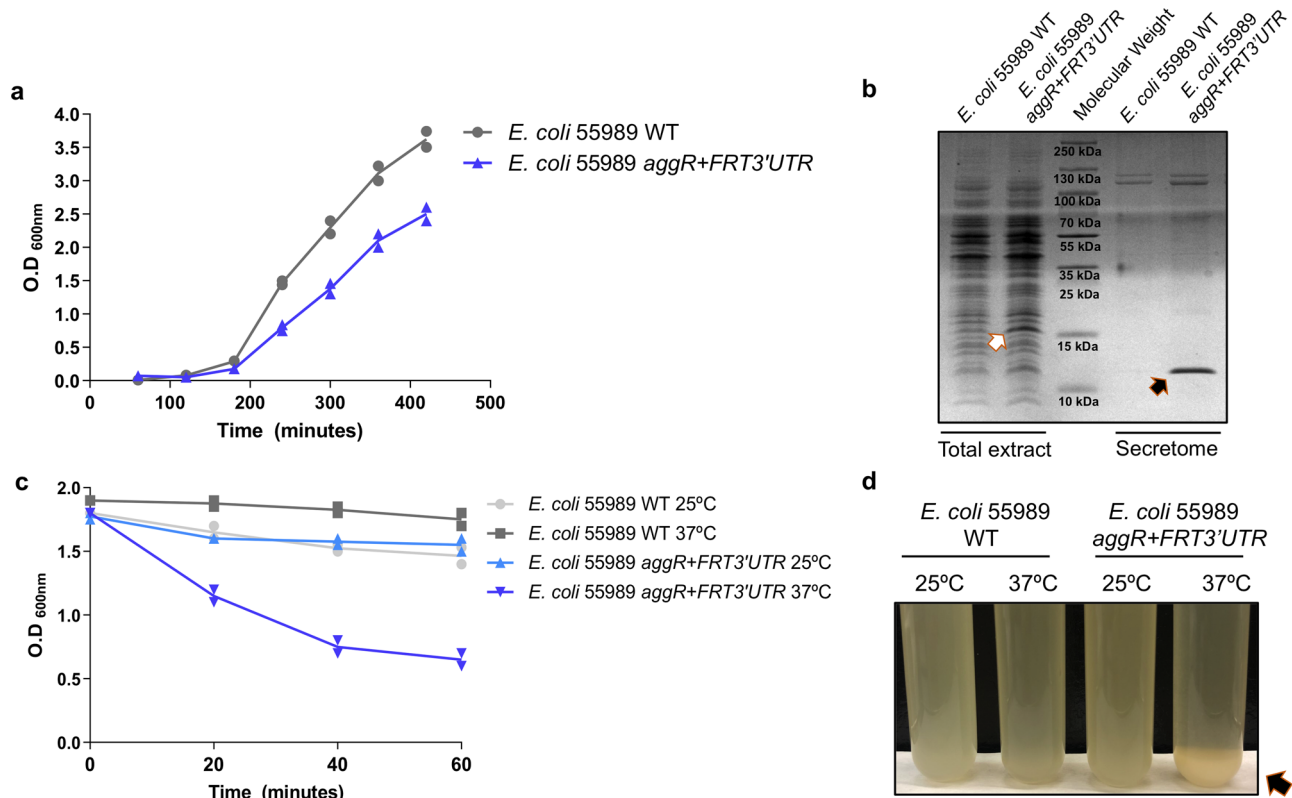 a
4.0
3.5
3.0
2.5
2.0
1.5
1.0
0.5
0.0
O.D 600nm
0 100 200 300 400 500
Time (minutes)
E. coli 55989 WT
E. coli 55989 aggR+FRT3'UTR
b
E. coli 55989 WT
E. coli 55989
aggR+FRT3'UTR
Molecular Weight
E. coli 55989 WT
E. coli 55989
aggR+FRT3'UTR
250 kDa
130 kDa
100 kDa
70 kDa
55 kDa
35 kDa
25 kDa
15 kDa
10 kDa
Total extract
Secretome
c
2.0
1.5
1.0
0.5
0.0
O.D 600nm
0 20 40 60
Time (minutes)
E. coli 55989 WT 25ºC
E. coli 55989 WT 37ºC
E. coli 55989 aggR+FRT3'UTR 25ºC
E. coli 55989 aggR+FRT3'UTR 37ºC
d
E. coli 55989
WT
E. coli 55989
aggR+FRT3’UTR
25ºC 37ºC 25ºC 37ºC